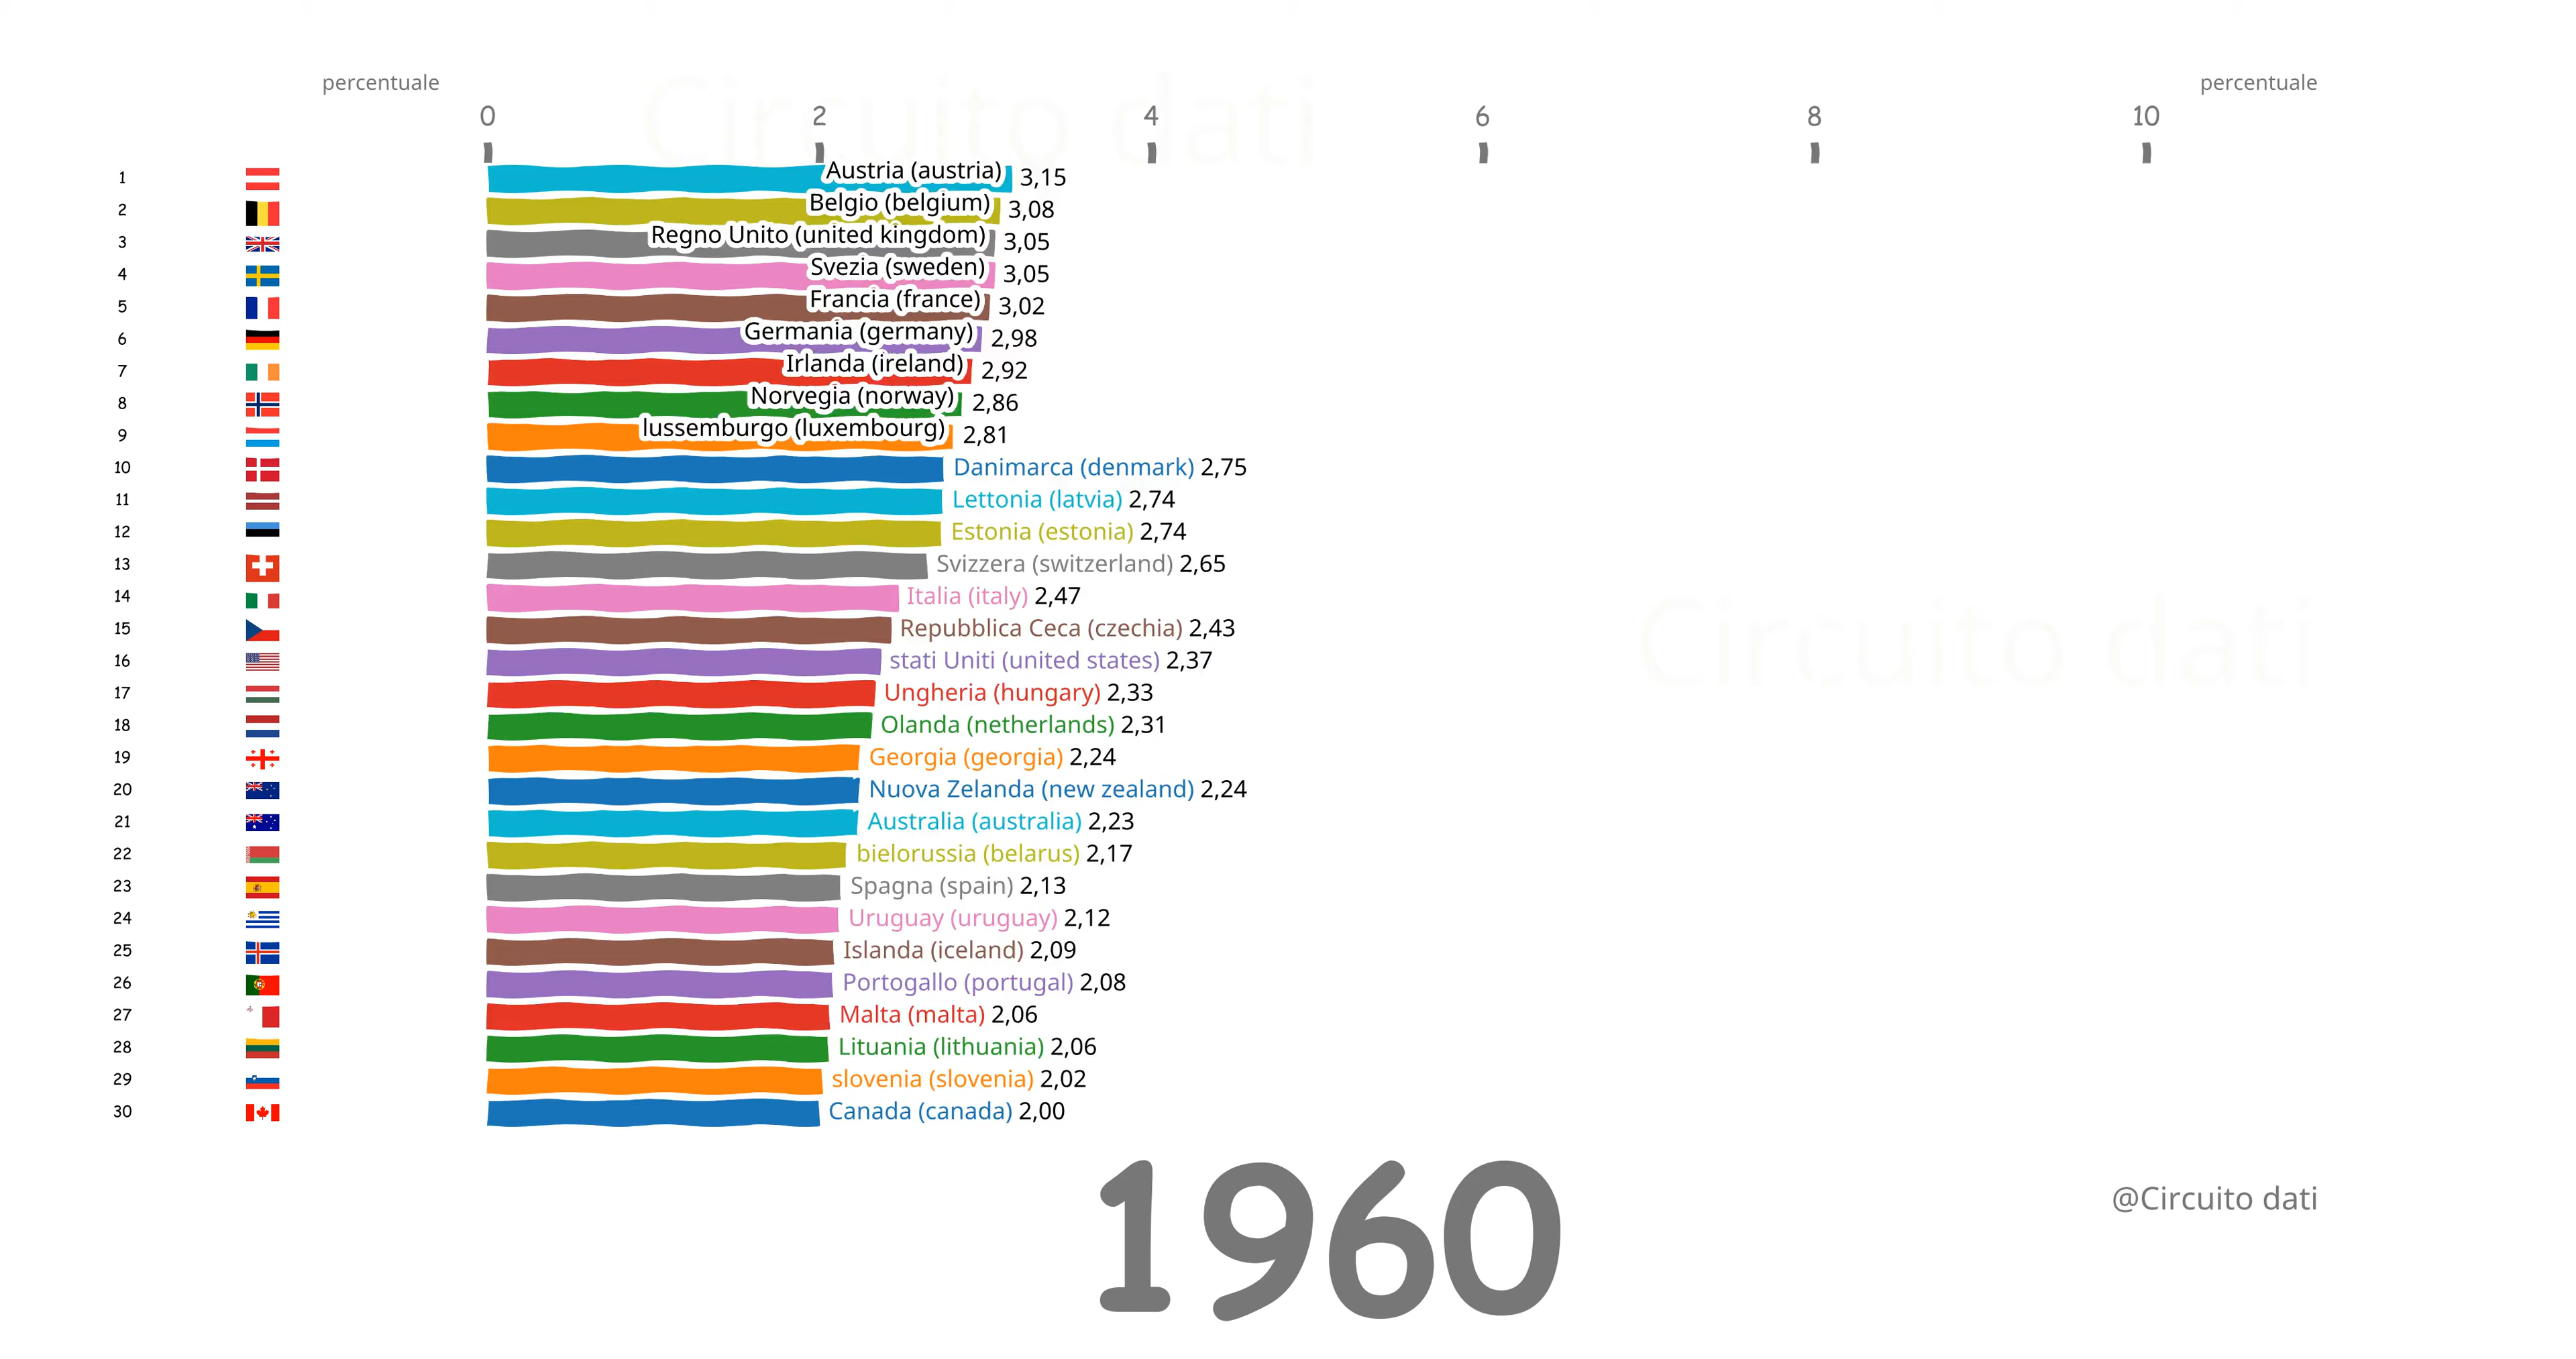 Circuito dati
percentuale percentuale
0 2 4 6 8 10
1 Austria (austria) 3,15
2 Belgio (belgium) 3,08
3 Regno Unito (united kingdom) 3,05
4 Svezia (sweden) 3,05
5 Francia (france) 3,02
6 Germania (germany) 2,98
7 Irlanda (ireland) 2,92
8 Norvegia (norway) 2,86
9 lussemburgo (luxembourg) 2,81
10 Danimarca (denmark) 2,75
11 Lettonia (latvia) 2,74
12 Estonia (estonia) 2,74
13 Svizzera (switzerland) 2,65
14 Italia (italy) 2,47
15 Repubblica Ceca (czechia) 2,43
Circuito dati
16 stati Uniti (united states) 2,37
17 Ungheria (hungary) 2,33
18 Olanda (netherlands) 2,31
19 Georgia (georgia) 2,24
20 Nuova Zelanda (new zealand) 2,24
21 Australia (australia) 2,23
22 bielorussia (belarus) 2,17
23 Spagna (spain) 2,13
24 Uruguay (uruguay) 2,12
25 Islanda (iceland) 2,09
26 Portogallo (portugal) 2,08
27 Malta (malta) 2,06
28 Lituania (lithuania) 2,06
29 slovenia (slovenia) 2,02
30 Canada (canada) 2,00
1960
@Circuito dati